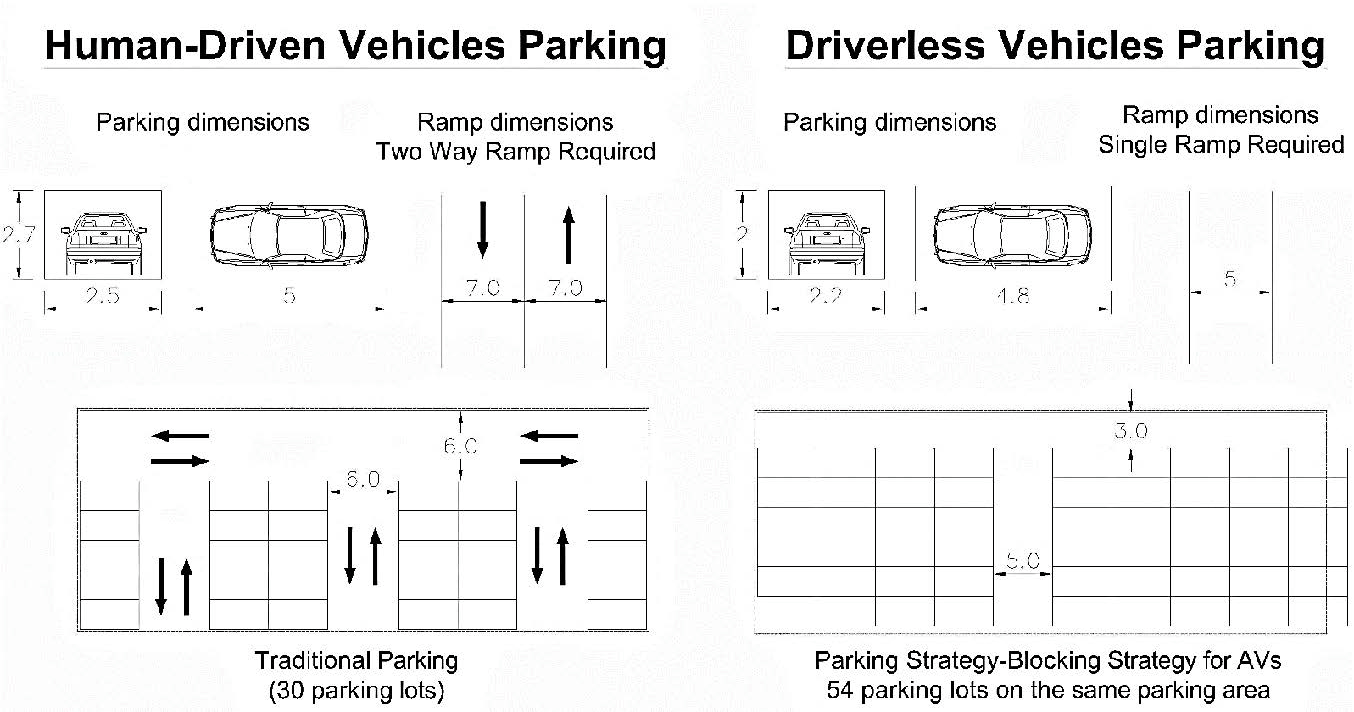 Human-Driven Vehicles Parking
Driverless Vehicles Parking
Parking dimensions
Ramp dimensions
Two Way Ramp Required
Parking dimensions
Ramp dimensions
Single Ramp Required
2.7
2.5
5
7.0
7.0
2
2.2
4.8
5
6.0
6.0
3.0
5.0
Traditional Parking
(30 parking lots)
Parking Strategy-Blocking Strategy for AVs
54 parking lots on the same parking area